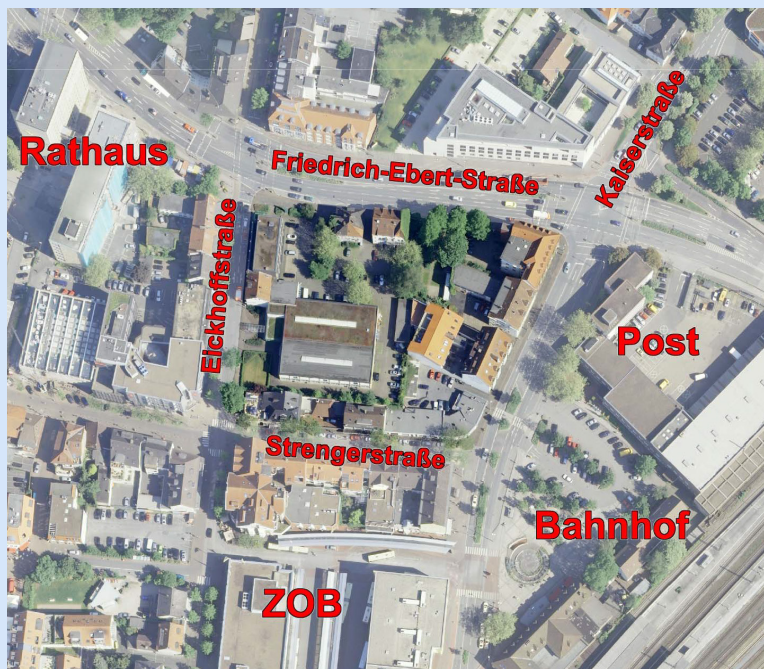 Rathaus
Friedrich-Ebert-Straße
Kaiserstraße
Eickhoffstraße
Post
Strengerstraße
Bahnhof
ZOB